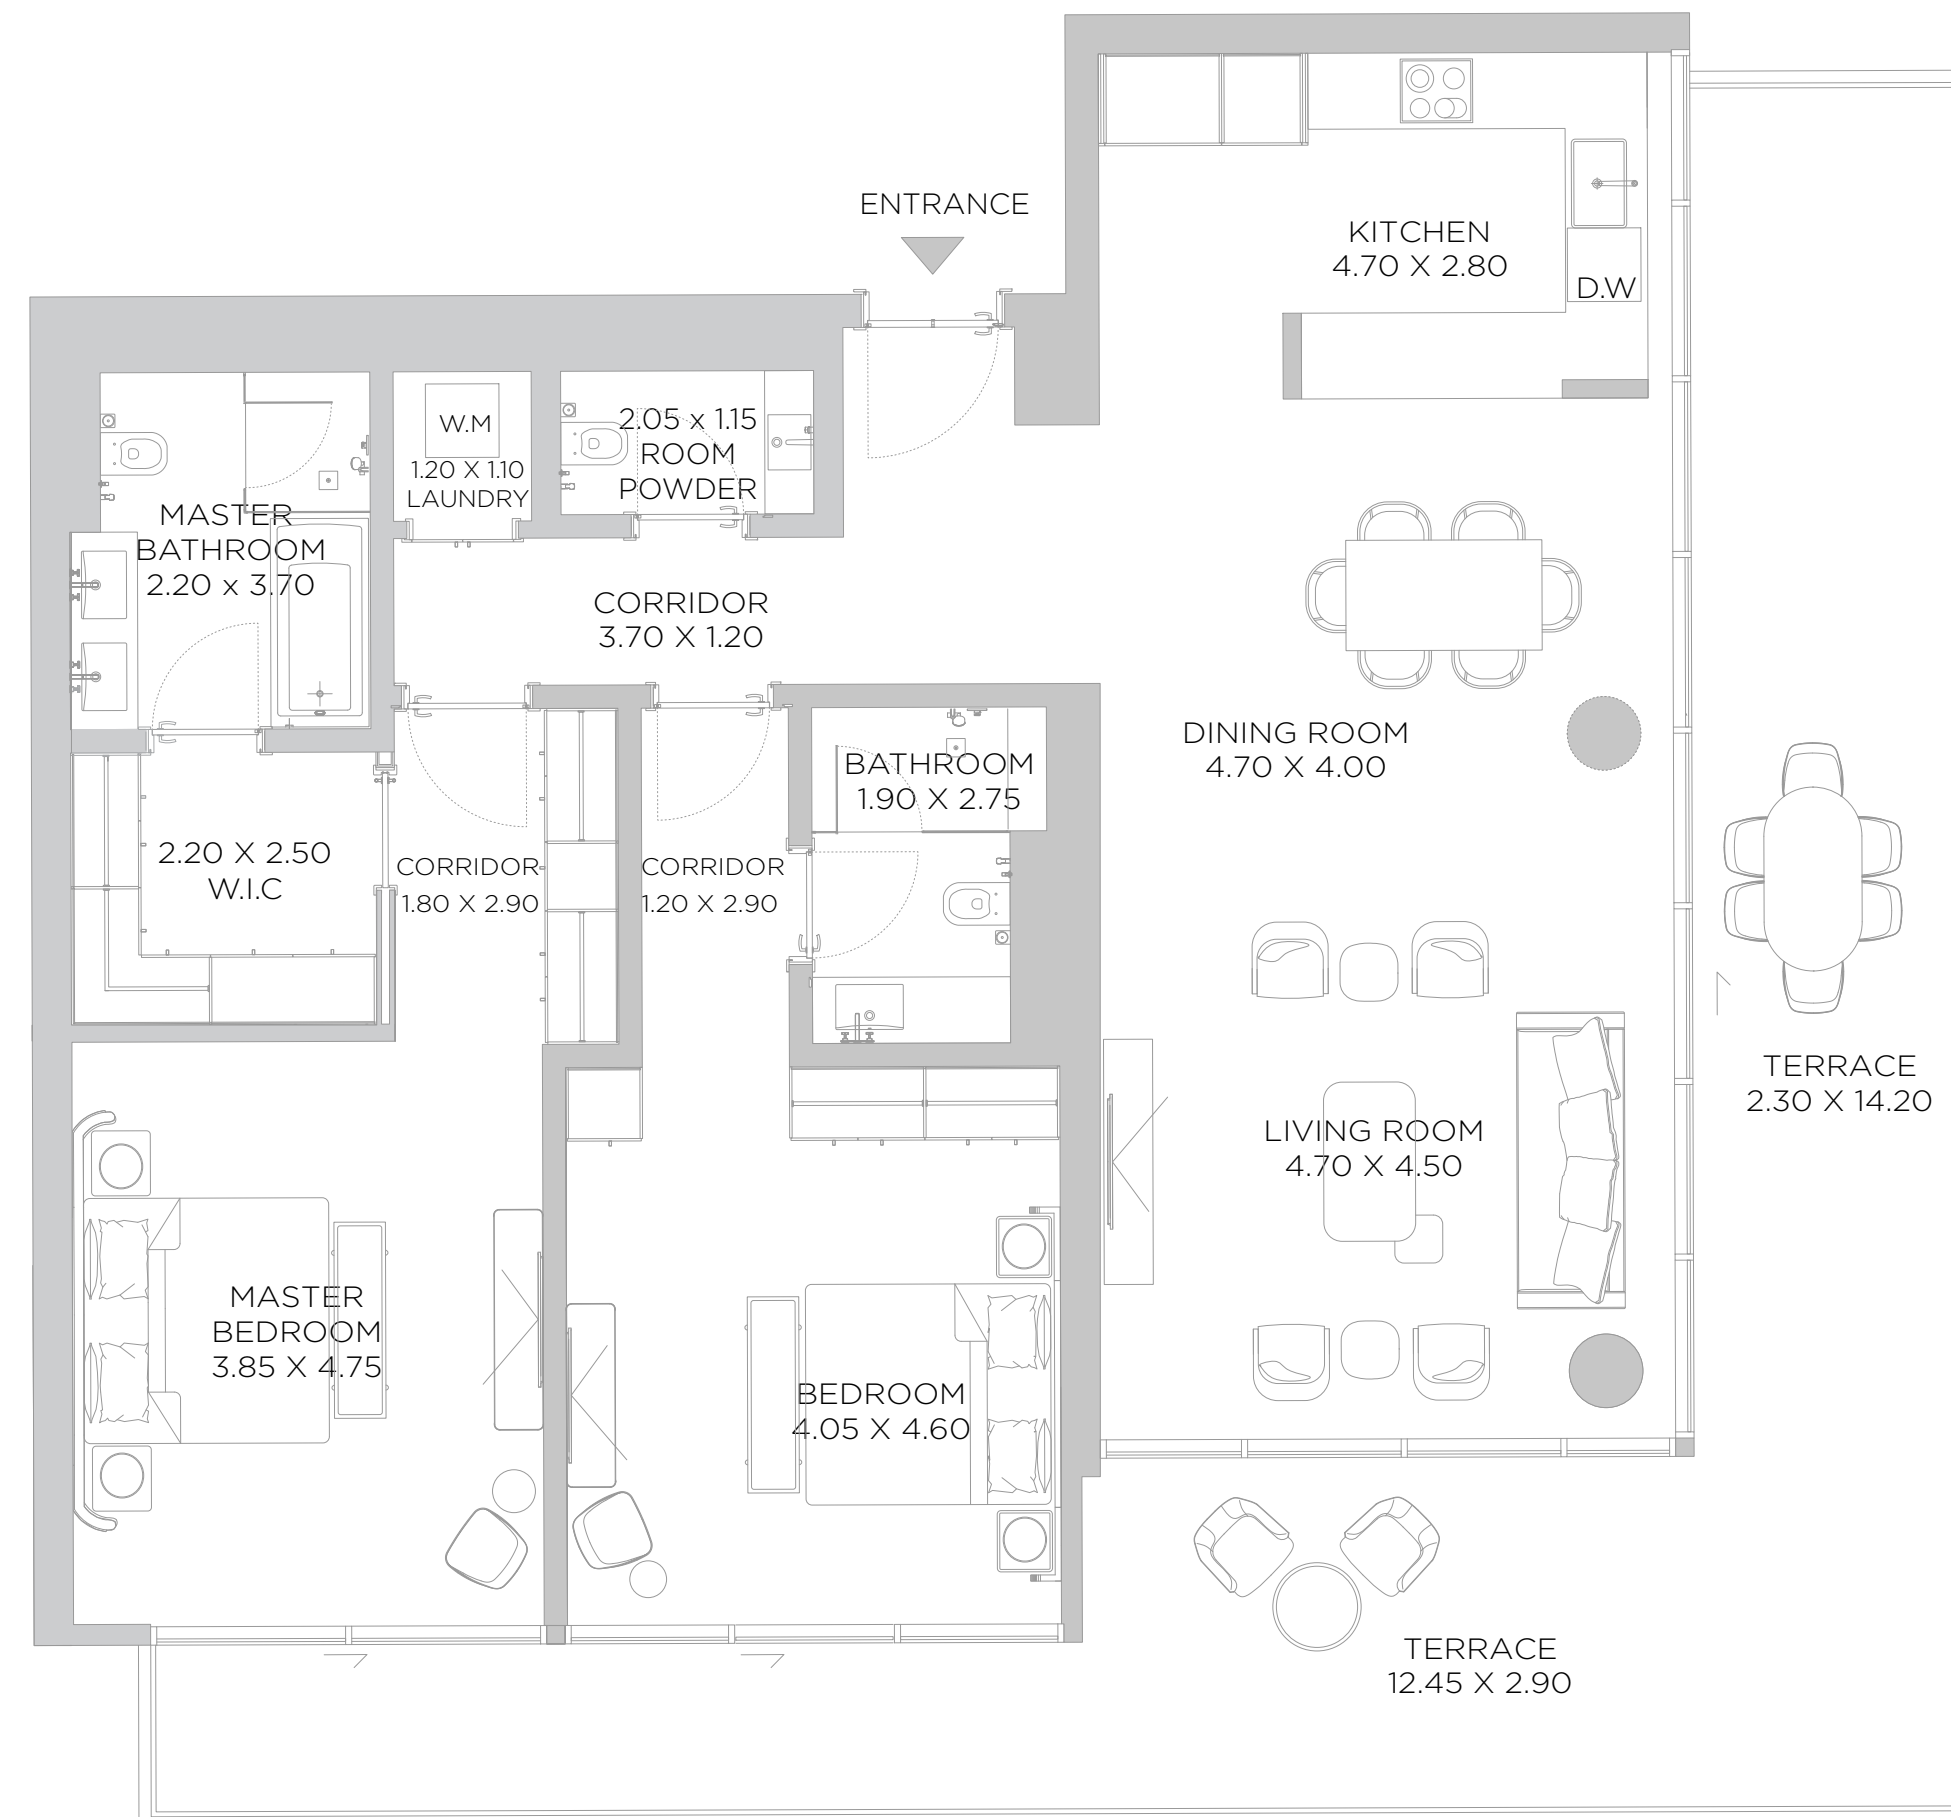 ENTRANCE
KITCHEN
4.70 X 2.80
D.W
W.M
1.20 X 1.10
LAUNDRY
2.05 x 1.15
ROOM
POWDER
MASTER
BATHROOM
2.20 x 3.70
CORRIDOR
3.70 X 1.20
DINING ROOM
4.70 X 4.00
BATHROOM
1.90 X 2.75
2.20 X 2.50
W.I.C
CORRIDOR
1.80 X 2.90
CORRIDOR
1.20 X 2.90
TERRACE
2.30 X 14.20
LIVING ROOM
4.70 X 4.50
MASTER
BEDROOM
3.85 X 4.75
BEDROOM
4.05 X 4.60
TERRACE
12.45 X 2.90